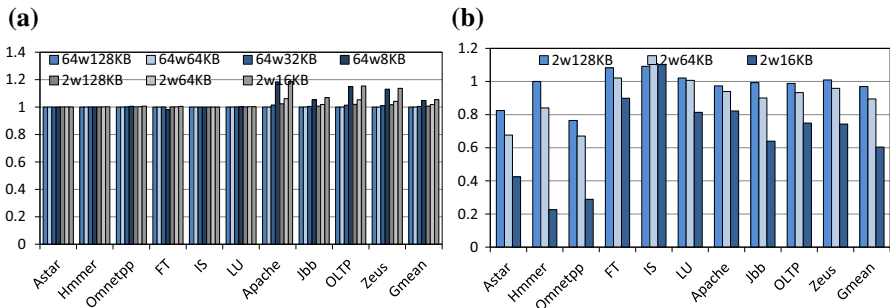 (a)
1.4
1.2
1
0.8
0.6
0.4
0.2
0
64w128KB 64w64KB 64w32KB 64w8KB
2w128KB 2w64KB 2w16KB
Astar Hmmer Omnetpp FT IS LU Apache Jbb OLTP Zeus Gmean
(b)
1.2
1
0.8
0.6
0.4
0.2
0
2w128KB 2w64KB 2w16KB
Astar Hmmer Omnetpp FT IS LU Apache Jbb OLTP Zeus Gmean